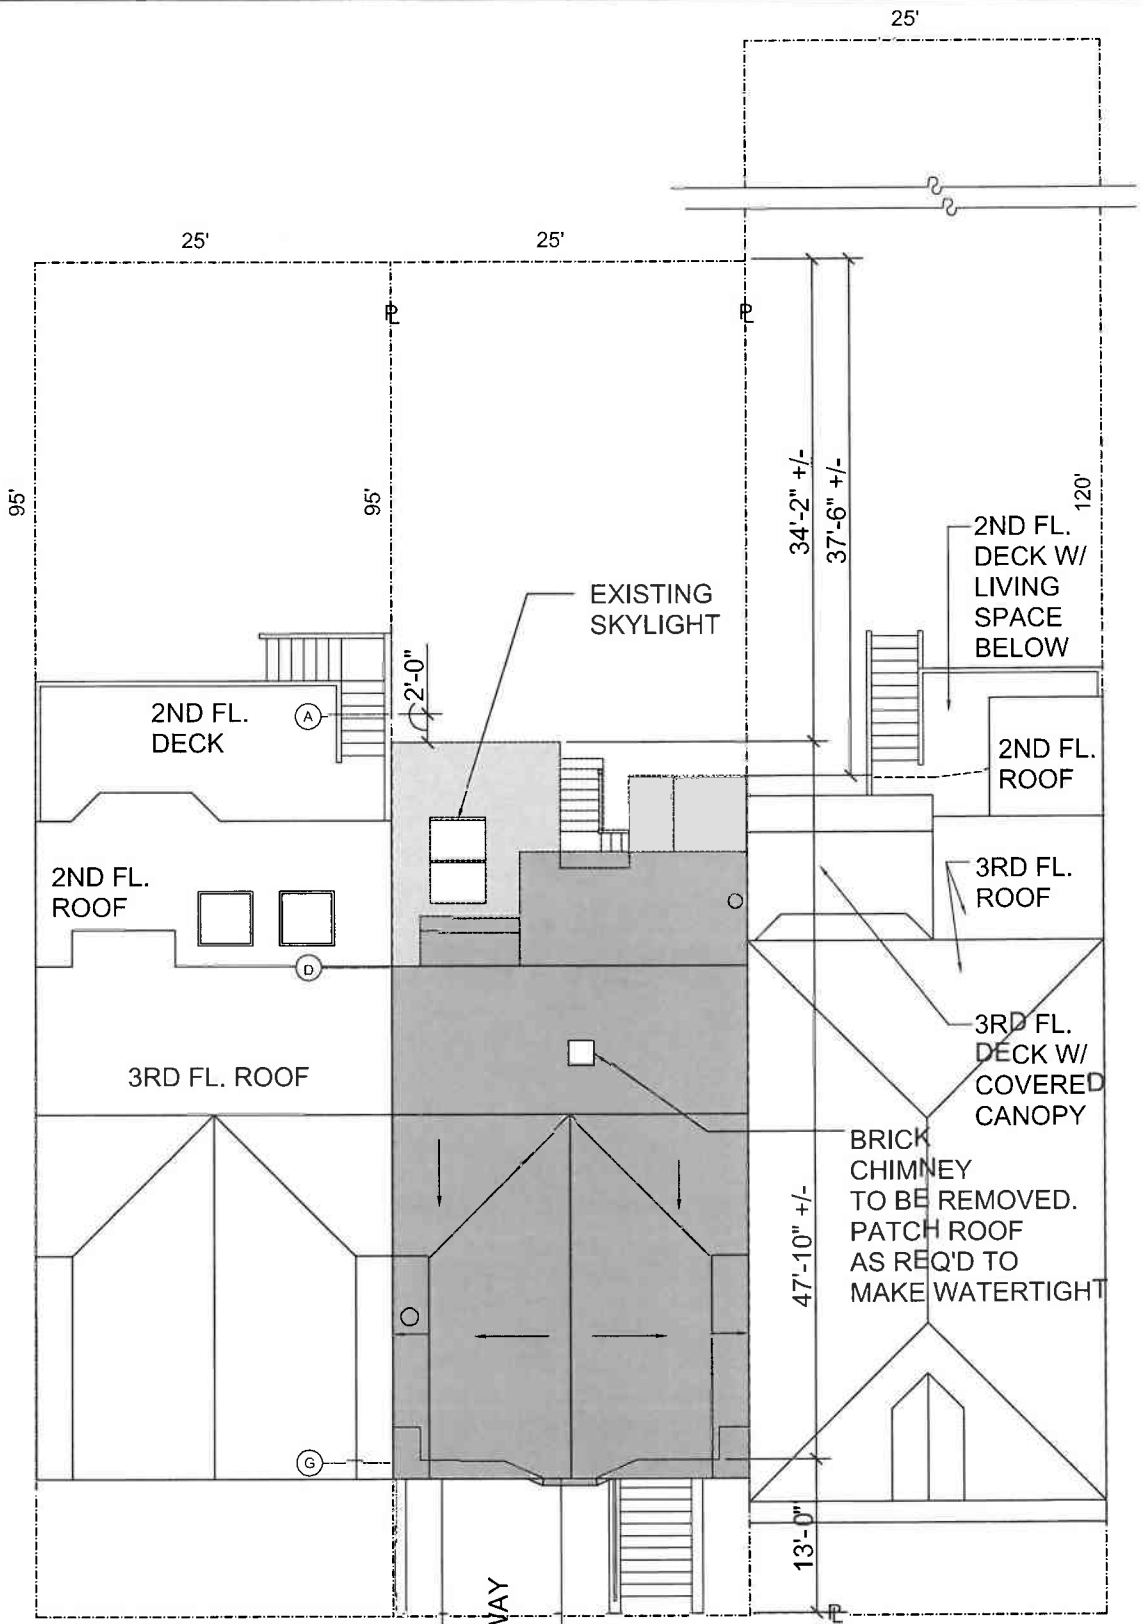 25'
25'
25'
PL
PL
95'
95'
34'-2" +/-
37'-6" +/-
120'
2ND FL.
DECK W/
LIVING
SPACE
BELOW
EXISTING
SKYLIGHT
2'-0"
A
2ND FL.
DECK
2ND FL.
ROOF
2ND FL.
ROOF
3RD FL.
ROOF
D
3RD FL.
DECK W/
COVERED
CANOPY
3RD FL. ROOF
BRICK
CHIMNEY
TO BE REMOVED.
PATCH ROOF
AS REQ'D TO
MAKE WATERTIGHT
47'-10" +/-
G
13'-0"
WAY
PL